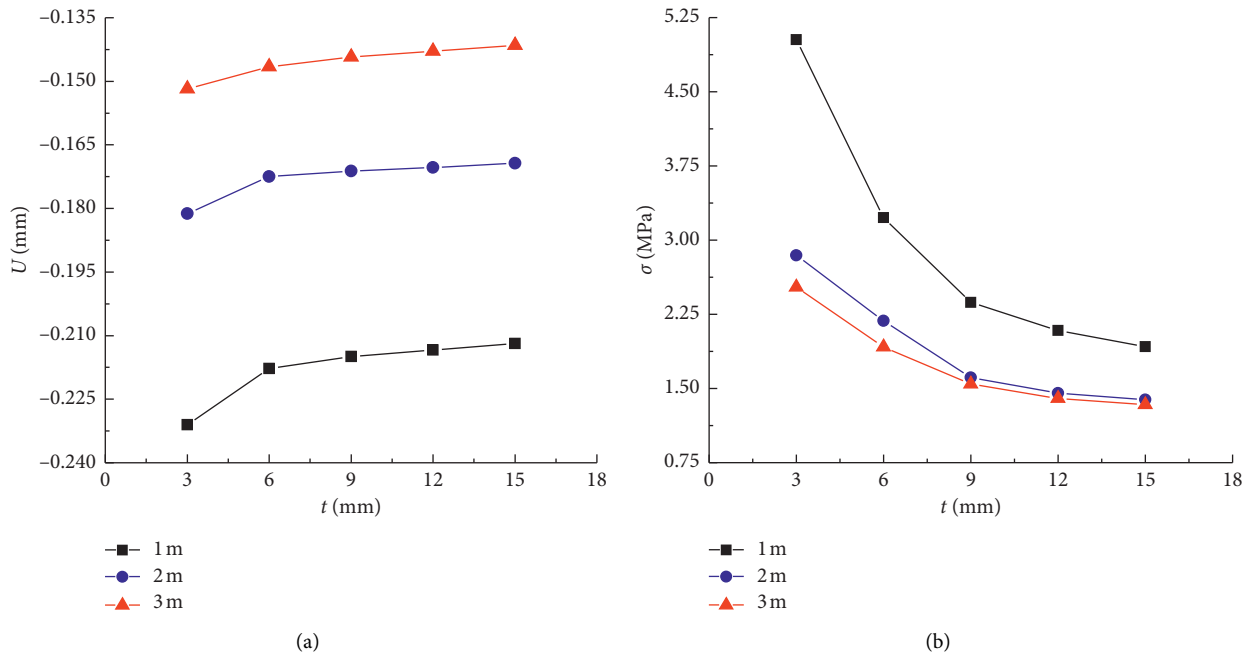 –0.135
–0.150
–0.165
–0.180
–0.195
–0.210
–0.225
–0.240
U (mm)
0 3 6 9 12 15 18
t (mm)
1 m
2 m
3 m
(a)
5.25
4.50
3.75
3.00
2.25
1.50
0.75
σ (MPa)
0 3 6 9 12 15 18
t (mm)
1 m
2 m
3 m
(b)